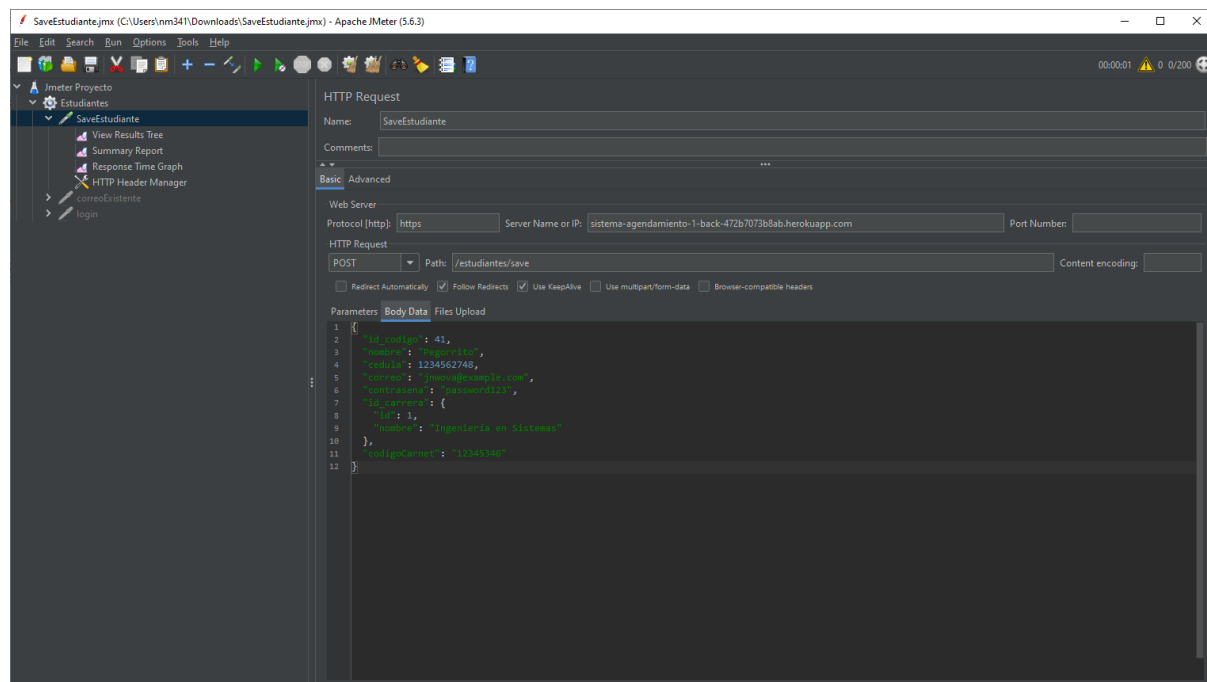 SaveEstudiante.jmx (C:\Users\nm341\Downloads\SaveEstudiante.jmx) - Apache JMeter (5.6.3)
File Edit Search Run Options Tools Help
00:00:01 0 0/200
Jmeter Proyecto
Estudiantes
SaveEstudiante
View Results Tree
Summary Report
Response Time Graph
HTTP Header Manager
correoExistente
login
HTTP Request
Name: SaveEstudiante
Comments:
Basic Advanced
Web Server
Protocol [http]: https Server Name or IP: sistema-agendamiento-1-back-472b7073b8ab.herokuapp.com Port Number:
HTTP Request
POST Path: /estudiantes/save Content encoding:
Redirect Automatically Follow Redirects Use KeepAlive Use multipart/form-data Browser-compatible headers
Parameters Body Data Files Upload
1 {
2 "id_codigo": 41,
3 "nombre": "Pegorrito",
4 "cedula": 1234562748,
5 "correo": "jnwova@example.com",
6 "contrasena": "password123",
7 "id_carrera": {
8 "id": 1,
9 "nombre": "Ingeniería en Sistemas"
10 },
11 "codigoCarnet": "12345346"
12 }